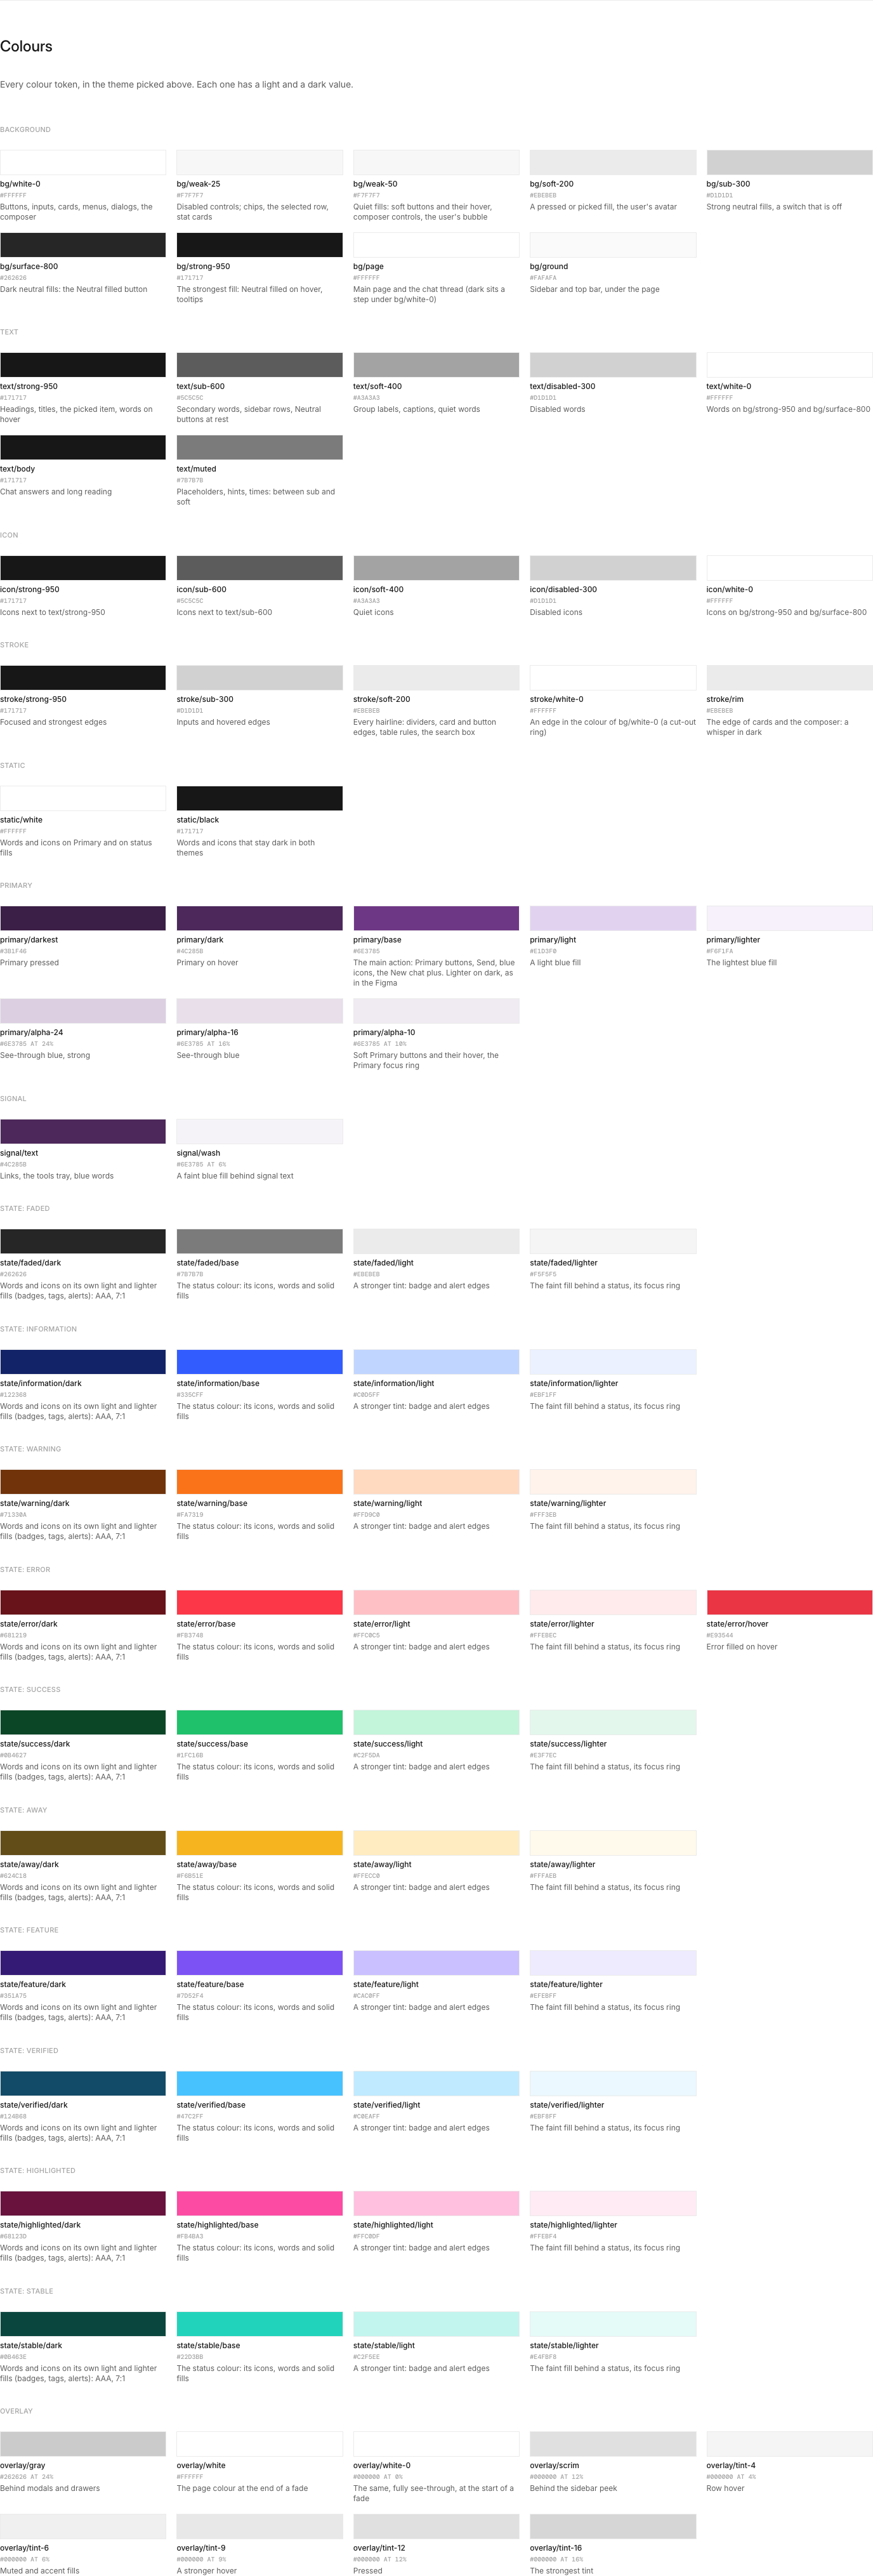 Colours
Every colour token, in the theme picked above. Each one has a light and a dark value.
BACKGROUND
bg/white-0
#FFFFFF
Buttons, inputs, cards, menus, dialogs, the
composer
bg/weak-25
#F7F7F7
Disabled controls; chips, the selected row,
stat cards
bg/weak-50
#F7F7F7
Quiet fills: soft buttons and their hover,
composer controls, the user's bubble
bg/soft-200
#EBEBEB
A pressed or picked fill, the user's avatar
bg/sub-300
#D1D1D1
Strong neutral fills, a switch that is off
bg/surface-800
#262626
Dark neutral fills: the Neutral filled button
bg/strong-950
#171717
The strongest fill: Neutral filled on hover,
tooltips
bg/page
#FFFFFF
Main page and the chat thread (dark sits a
step under bg/white-0)
bg/ground
#FAFAFA
Sidebar and top bar, under the page
TEXT
text/strong-950
#171717
Headings, titles, the picked item, words on
hover
text/sub-600
#5C5C5C
Secondary words, sidebar rows, Neutral
buttons at rest
text/soft-400
#A3A3A3
Group labels, captions, quiet words
text/disabled-300
#D1D1D1
Disabled words
text/white-0
#FFFFFF
Words on bg/strong-950 and bg/surface-800
text/body
#171717
Chat answers and long reading
text/muted
#7B7B7B
Placeholders, hints, times: between sub and
soft
ICON
icon/strong-950
#171717
Icons next to text/strong-950
icon/sub-600
#5C5C5C
Icons next to text/sub-600
icon/soft-400
#A3A3A3
Quiet icons
icon/disabled-300
#D1D1D1
Disabled icons
icon/white-0
#FFFFFF
Icons on bg/strong-950 and bg/surface-800
STROKE
stroke/strong-950
#171717
Focused and strongest edges
stroke/sub-300
#D1D1D1
Inputs and hovered edges
stroke/soft-200
#EBEBEB
Every hairline: dividers, card and button
edges, table rules, the search box
stroke/white-0
#FFFFFF
An edge in the colour of bg/white-0 (a cut-out
ring)
stroke/rim
#EBEBEB
The edge of cards and the composer: a
whisper in dark
STATIC
static/white
#FFFFFF
Words and icons on Primary and on status
fills
static/black
#171717
Words and icons that stay dark in both
themes
PRIMARY
primary/darkest
#3B1F46
Primary pressed
primary/dark
#4C285B
Primary on hover
primary/base
#6E3785
The main action: Primary buttons, Send, blue
icons, the New chat plus. Lighter on dark, as
in the Figma
primary/light
#E1D3F0
A light blue fill
primary/lighter
#F6F1FA
The lightest blue fill
primary/alpha-24
#6E3785 AT 24%
See-through blue, strong
primary/alpha-16
#6E3785 AT 16%
See-through blue
primary/alpha-10
#6E3785 AT 10%
Soft Primary buttons and their hover, the
Primary focus ring
SIGNAL
signal/text
#4C285B
Links, the tools tray, blue words
signal/wash
#6E3785 AT 6%
A faint blue fill behind signal text
STATE: FADED
state/faded/dark
#262626
Words and icons on its own light and lighter
fills (badges, tags, alerts): AAA, 7:1
state/faded/base
#7B7B7B
The status colour: its icons, words and solid
fills
state/faded/light
#EBEBEB
A stronger tint: badge and alert edges
state/faded/lighter
#F5F5F5
The faint fill behind a status, its focus ring
STATE: INFORMATION
state/information/dark
#122368
Words and icons on its own light and lighter
fills (badges, tags, alerts): AAA, 7:1
state/information/base
#335CFF
The status colour: its icons, words and solid
fills
state/information/light
#C0D5FF
A stronger tint: badge and alert edges
state/information/lighter
#EBF1FF
The faint fill behind a status, its focus ring
STATE: WARNING
state/warning/dark
#71330A
Words and icons on its own light and lighter
fills (badges, tags, alerts): AAA, 7:1
state/warning/base
#FA7319
The status colour: its icons, words and solid
fills
state/warning/light
#FFD9C0
A stronger tint: badge and alert edges
state/warning/lighter
#FFF3EB
The faint fill behind a status, its focus ring
STATE: ERROR
state/error/dark
#681219
Words and icons on its own light and lighter
fills (badges, tags, alerts): AAA, 7:1
state/error/base
#FB3748
The status colour: its icons, words and solid
fills
state/error/light
#FFC0C5
A stronger tint: badge and alert edges
state/error/lighter
#FFEBEC
The faint fill behind a status, its focus ring
state/error/hover
#E93544
Error filled on hover
STATE: SUCCESS
state/success/dark
#0B4627
Words and icons on its own light and lighter
fills (badges, tags, alerts): AAA, 7:1
state/success/base
#1FC16B
The status colour: its icons, words and solid
fills
state/success/light
#C2F5DA
A stronger tint: badge and alert edges
state/success/lighter
#E3F7EC
The faint fill behind a status, its focus ring
STATE: AWAY
state/away/dark
#624C18
Words and icons on its own light and lighter
fills (badges, tags, alerts): AAA, 7:1
state/away/base
#F6B51E
The status colour: its icons, words and solid
fills
state/away/light
#FFECC0
A stronger tint: badge and alert edges
state/away/lighter
#FFFAEB
The faint fill behind a status, its focus ring
STATE: FEATURE
state/feature/dark
#351A75
Words and icons on its own light and lighter
fills (badges, tags, alerts): AAA, 7:1
state/feature/base
#7D52F4
The status colour: its icons, words and solid
fills
state/feature/light
#CAC0FF
A stronger tint: badge and alert edges
state/feature/lighter
#EFEBFF
The faint fill behind a status, its focus ring
STATE: VERIFIED
state/verified/dark
#124B68
Words and icons on its own light and lighter
fills (badges, tags, alerts): AAA, 7:1
state/verified/base
#47C2FF
The status colour: its icons, words and solid
fills
state/verified/light
#C0EAFF
A stronger tint: badge and alert edges
state/verified/lighter
#EBF8FF
The faint fill behind a status, its focus ring
STATE: HIGHLIGHTED
state/highlighted/dark
#68123D
Words and icons on its own light and lighter
fills (badges, tags, alerts): AAA, 7:1
state/highlighted/base
#FB4BA3
The status colour: its icons, words and solid
fills
state/highlighted/light
#FFC0DF
A stronger tint: badge and alert edges
state/highlighted/lighter
#FFEBF4
The faint fill behind a status, its focus ring
STATE: STABLE
state/stable/dark
#0B463E
Words and icons on its own light and lighter
fills (badges, tags, alerts): AAA, 7:1
state/stable/base
#22D3BB
The status colour: its icons, words and solid
fills
state/stable/light
#C2F5EE
A stronger tint: badge and alert edges
state/stable/lighter
#E4FBF8
The faint fill behind a status, its focus ring
OVERLAY
overlay/gray
#262626 AT 24%
Behind modals and drawers
overlay/white
#FFFFFF
The page colour at the end of a fade
overlay/white-0
#000000 AT 0%
The same, fully see-through, at the start of a
fade
overlay/scrim
#000000 AT 12%
Behind the sidebar peek
overlay/tint-4
#000000 AT 4%
Row hover
overlay/tint-6
#000000 AT 6%
Muted and accent fills
overlay/tint-9
#000000 AT 9%
A stronger hover
overlay/tint-12
#000000 AT 12%
Pressed
overlay/tint-16
#000000 AT 16%
The strongest tint